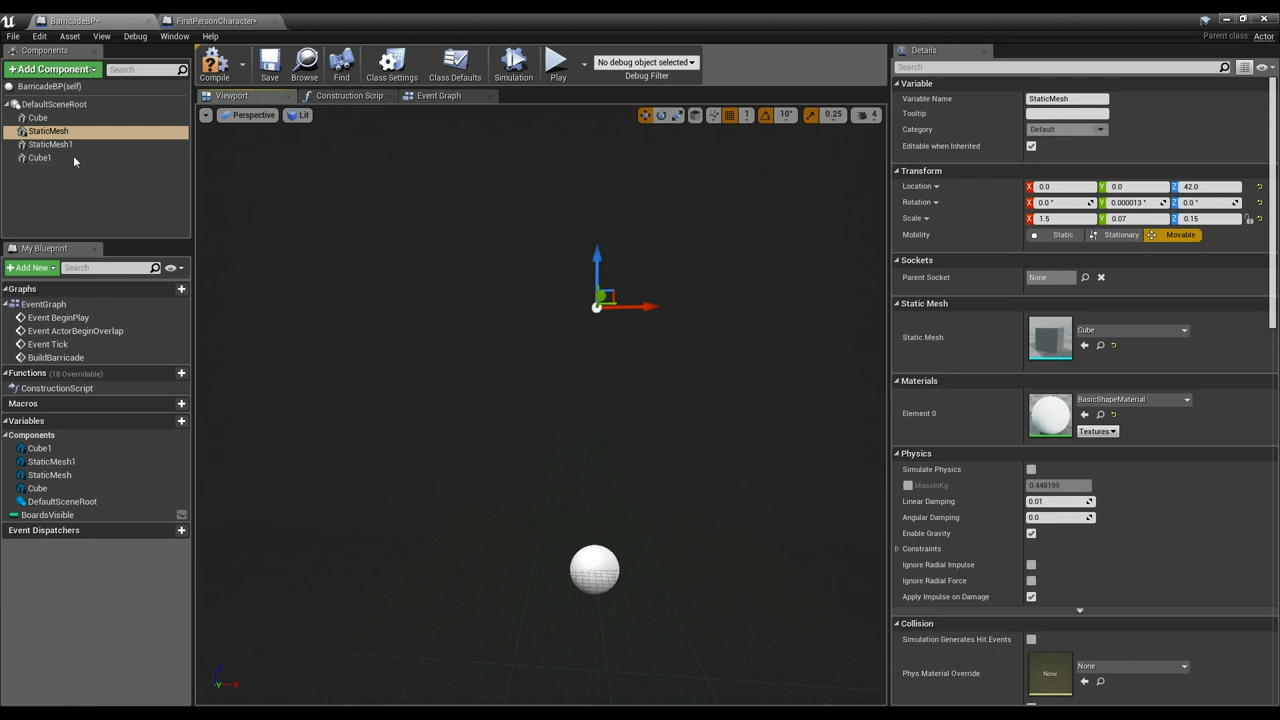 BarricadeBP*
FirstPersonCharacter*
File Edit Asset View Debug Window Help
Parent class: Actor
Components
+ Add Component
Search
BarricadeBP(self)
DefaultSceneRoot
Cube
StaticMesh
StaticMesh1
Cube1
My Blueprint
+ Add New
Search
Graphs
EventGraph
Event BeginPlay
Event ActorBeginOverlap
Event Tick
BuildBarricade
Functions (18 Overridable)
ConstructionScript
Macros
Variables
Components
Cube1
StaticMesh1
StaticMesh
Cube
DefaultSceneRoot
BoardsVisible
Event Dispatchers
Compile
Save
Browse
Find
Class Settings
Class Defaults
Simulation
Play
No debug object selected
Debug Filter
Viewport
Construction Scrip
Event Graph
Perspective
Lit
1
10°
0.25
4
Z
Y
X
Details
Search
Variable
Variable Name StaticMesh
Tooltip
Category Default
Editable when Inherited
Transform
Location X 0.0 Y 0.0 Z 42.0
Rotation X 0.0 ° Y 0.000013 ° Z 0.0 °
Scale X 1.5 Y 0.07 Z 0.15
Mobility Static Stationary Movable
Sockets
Parent Socket None
Static Mesh
Static Mesh Cube
Materials
Element 0 BasicShapeMaterial
Textures
Physics
Simulate Physics
MassInKg 0.448199
Linear Damping 0.01
Angular Damping 0.0
Enable Gravity
Constraints
Ignore Radial Impulse
Ignore Radial Force
Apply Impulse on Damage
Collision
Simulation Generates Hit Events
Phys Material Override None None